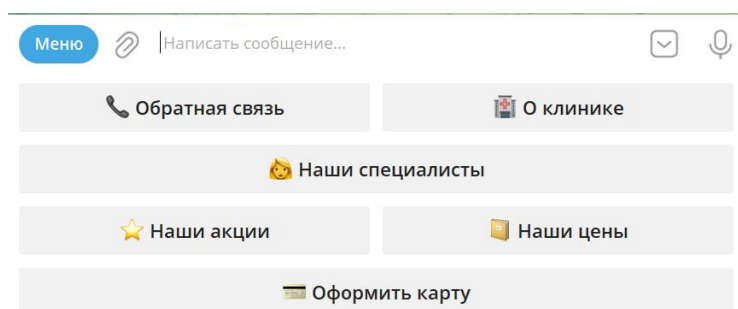 Меню
Написать сообщение...
📞 Обратная связь
🏥 О клинике
👩 Наши специалисты
⭐ Наши акции
📔 Наши цены
💳 Оформить карту